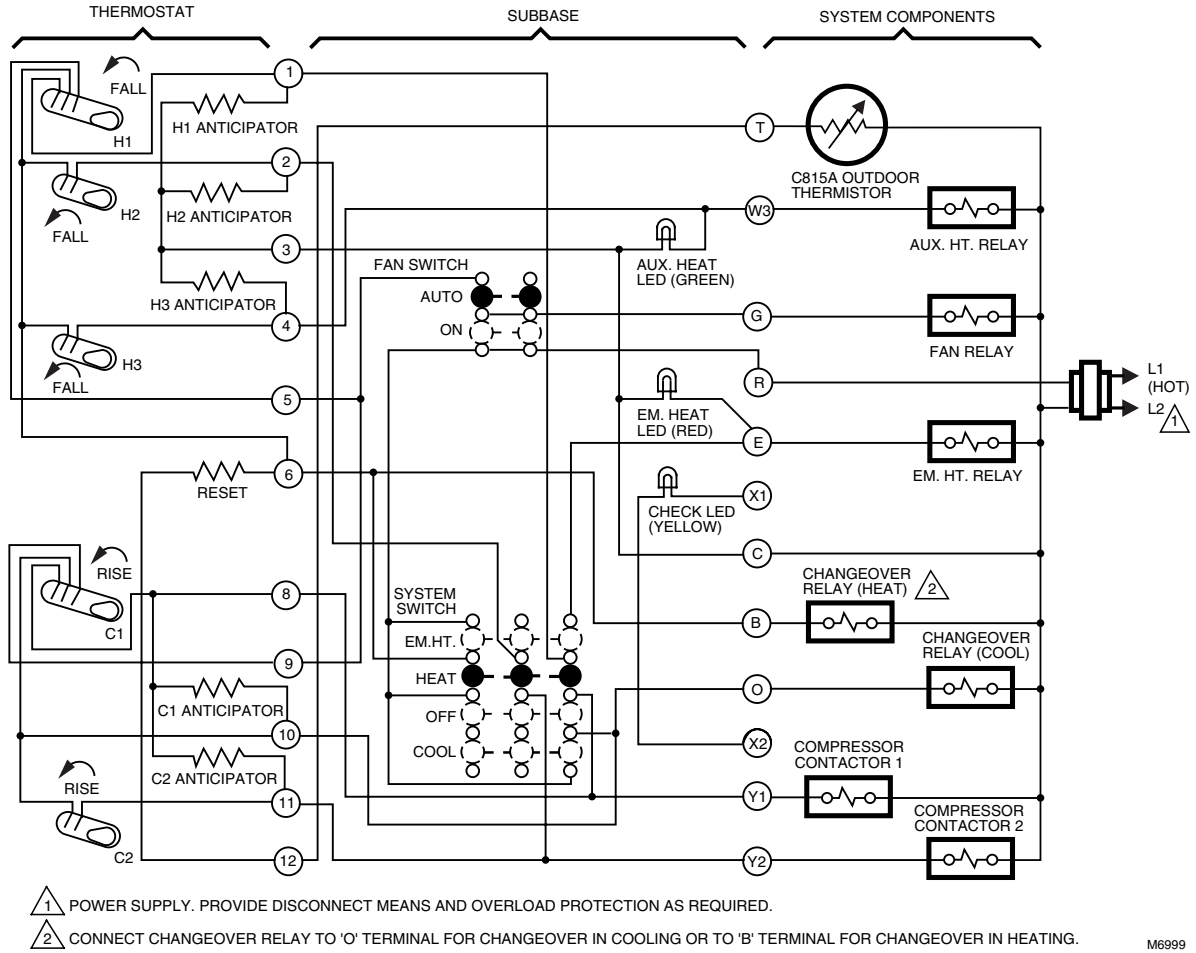 THERMOSTAT
SUBBASE
SYSTEM COMPONENTS
FALL
H1
1
H1 ANTICIPATOR
T
C815A OUTDOOR
THERMISTOR
2
H2
FALL
H2 ANTICIPATOR
W3
AUX. HT. RELAY
3
AUX. HEAT
LED (GREEN)
FAN SWITCH
AUTO
ON
H3 ANTICIPATOR
4
G
FAN RELAY
H3
FALL
R
L1
(HOT)
L2
1
5
EM. HEAT
LED (RED)
E
EM. HT. RELAY
6
RESET
X1
CHECK LED
(YELLOW)
C
RISE
C1
8
SYSTEM
SWITCH
EM.HT.
HEAT
OFF
COOL
CHANGEOVER
RELAY (HEAT)
2
B
CHANGEOVER
RELAY (COOL)
9
C1 ANTICIPATOR
O
10
X2
COMPRESSOR
CONTACTOR 1
C2 ANTICIPATOR
RISE
11
Y1
COMPRESSOR
CONTACTOR 2
C2
12
Y2
1 POWER SUPPLY. PROVIDE DISCONNECT MEANS AND OVERLOAD PROTECTION AS REQUIRED.
2 CONNECT CHANGEOVER RELAY TO 'O' TERMINAL FOR CHANGEOVER IN COOLING OR TO 'B' TERMINAL FOR CHANGEOVER IN HEATING.
M6999